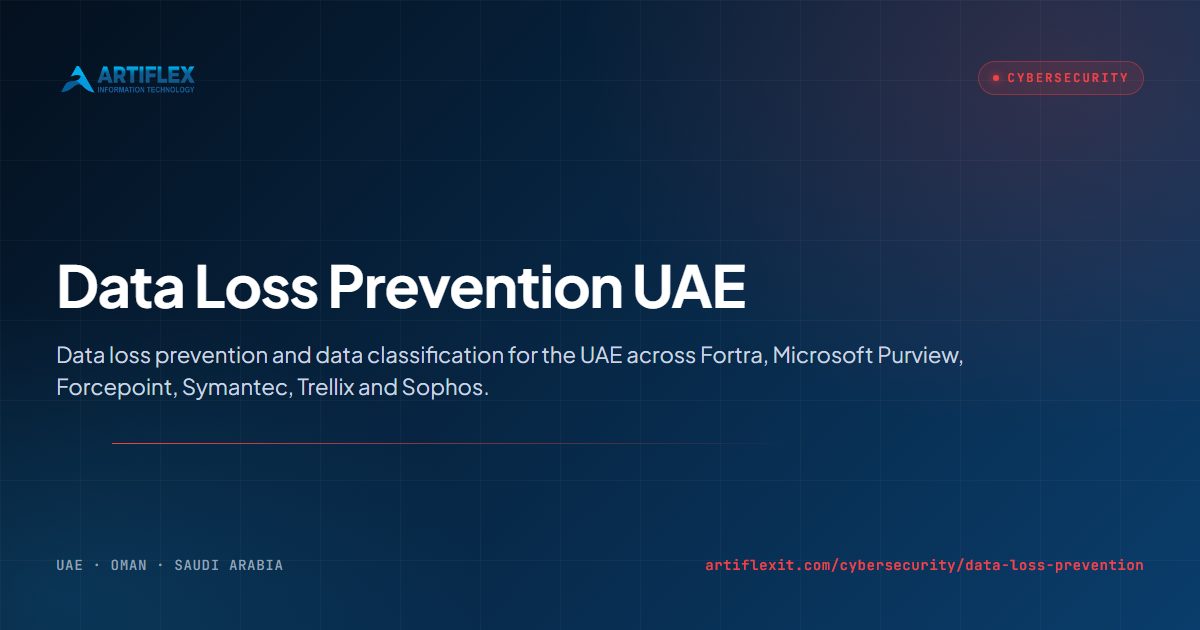 ARTIFLEX
INFORMATION TECHNOLOGY
CYBERSECURITY
Data Loss Prevention UAE
Data loss prevention and data classification for the UAE across Fortra, Microsoft Purview,
Forcepoint, Symantec, Trellix and Sophos.
UAE · OMAN · SAUDI ARABIA
artiflexit.com/cybersecurity/data-loss-prevention